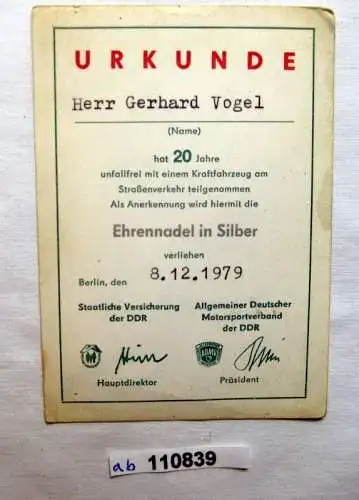 URKUNDE
Herr Gerhard Vogel
(Name)
hat 20 Jahre
unfallfrei mit einem Kraftfahrzeug am
Straßenverkehr teilgenommen
Als Anerkennung wird hiermit die
Ehrennadel in Silber
verliehen
Berlin, den 8.12.1979
Staatliche Versicherung
der DDR
Allgemeiner Deutscher
Motorsportverband
der DDR
ADMV
Hauptdirektor
Präsident
ab 110839